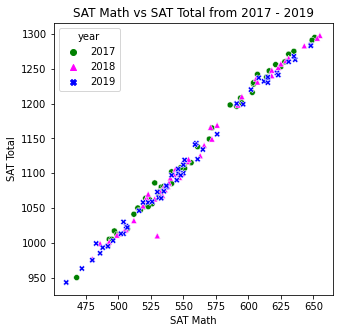 SAT Math vs SAT Total from 2017 - 2019
year
2017
2018
2019
1300
1250
1200
1150
1100
1050
1000
950
SAT Total
475 500 525 550 575 600 625 650
SAT Math